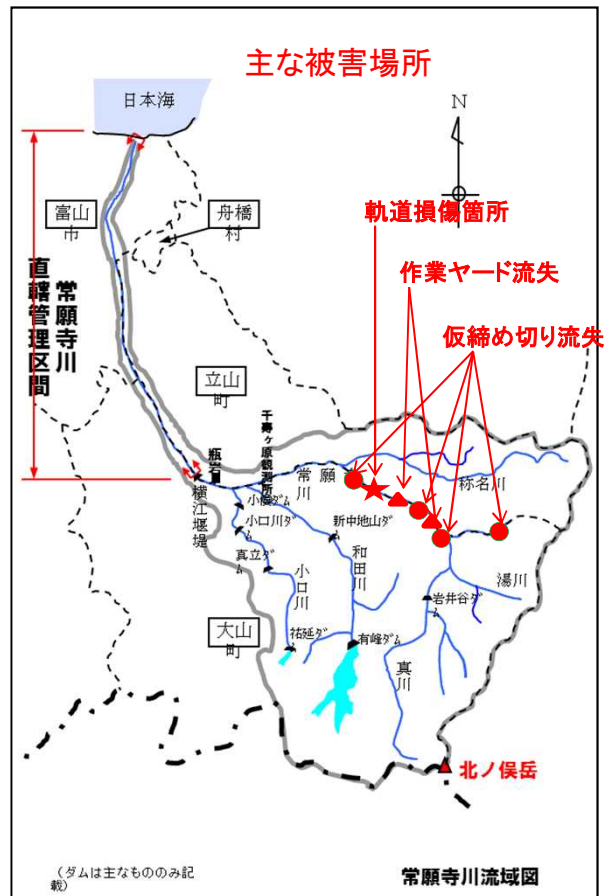 主な被害場所
日本海
N
富山
市
舟橋
村
軌道損傷箇所
作業ヤード流失
仮締め切り流失
常願寺川
直轄管理区間
立山
町
瓶岩
千寿ヶ原観測所
常願
川
称名川
横江堰堤
小俣ダム
小口川ダ
ム
新中地山ダ
ム
真立ダ
ム
小口川
和田川
湯川
岩井谷ダ
ム
大山
町
祐延ダ
ム
有峰ダム
真川
北ノ俣岳
(ダムは主なもののみ記
載)
常願寺川流域図